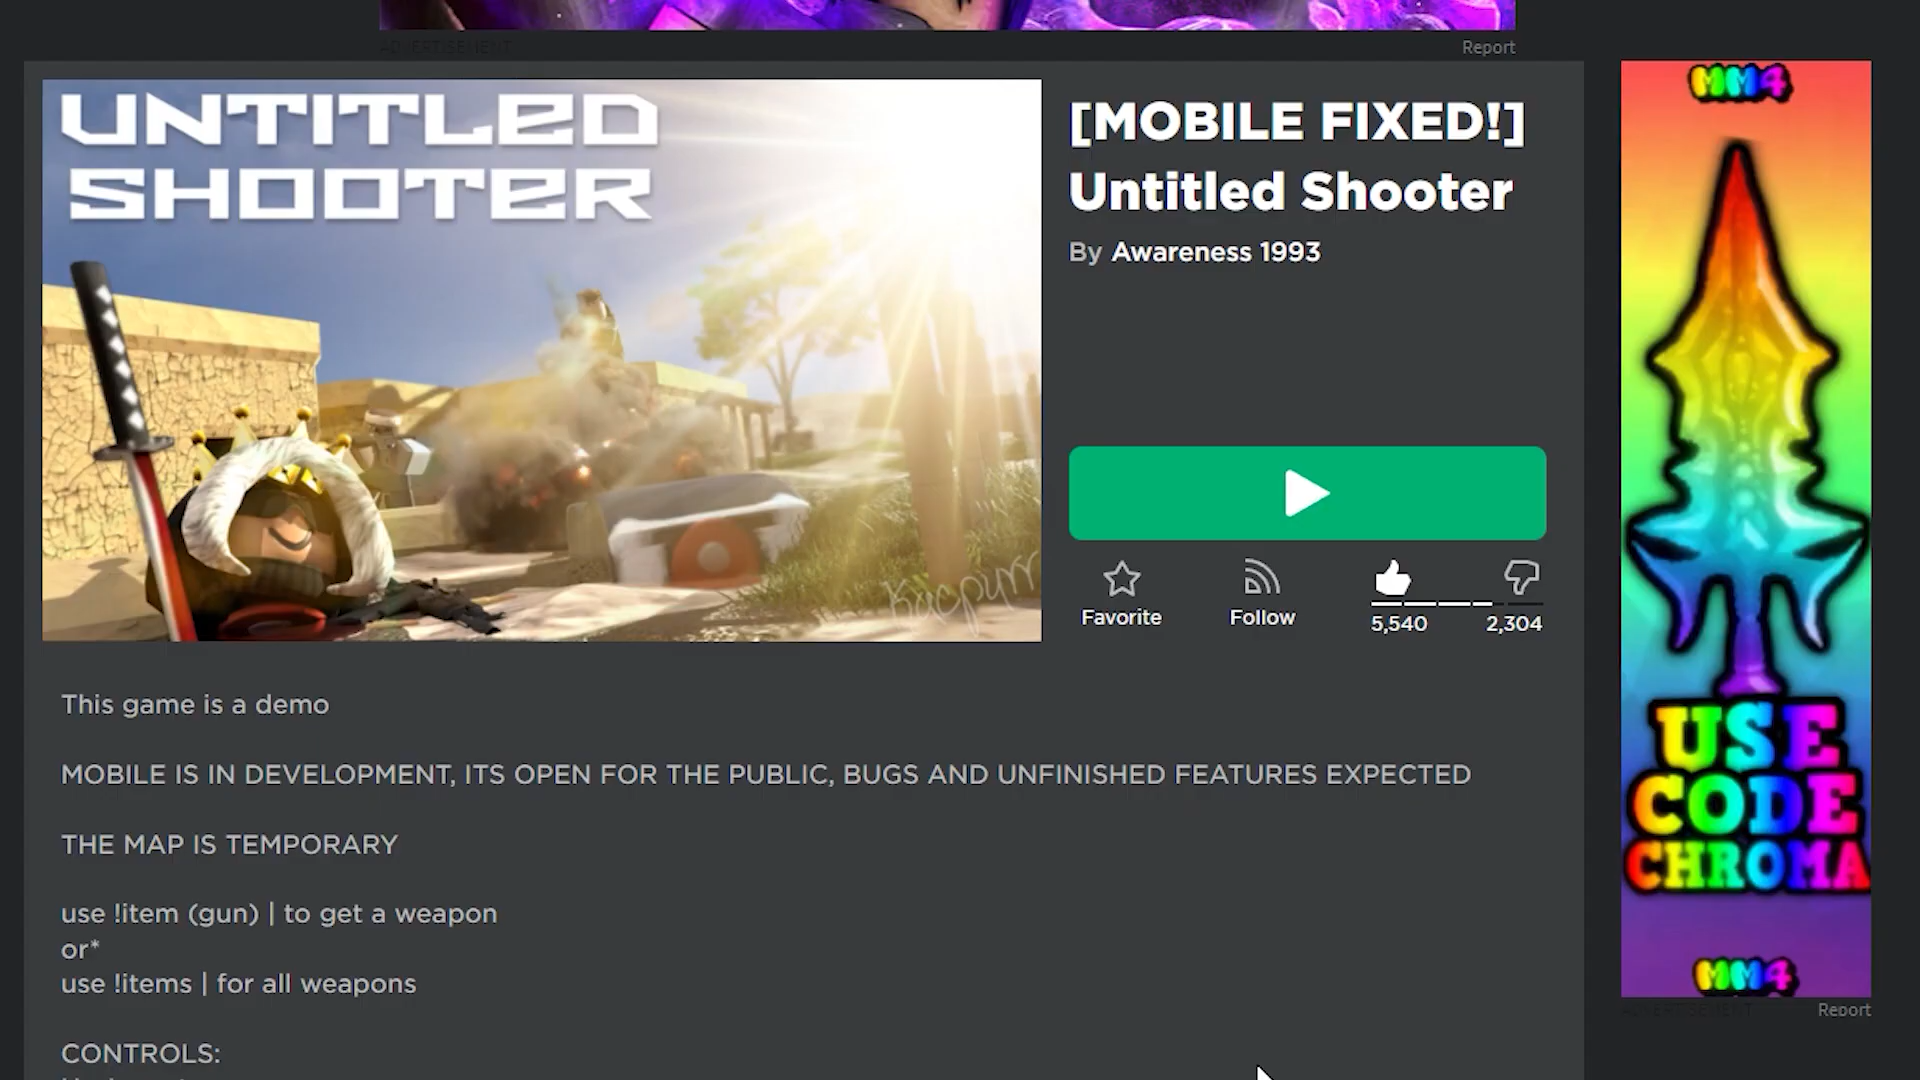 ADVERTISEMENT
Report
UNTITLED
SHOOTER
Kacpurr
[MOBILE FIXED!]
Untitled Shooter
By Awareness 1993
Favorite
Follow
5,540
2,304
This game is a demo
MOBILE IS IN DEVELOPMENT, ITS OPEN FOR THE PUBLIC, BUGS AND UNFINISHED FEATURES EXPECTED
THE MAP IS TEMPORARY
use !item (gun) | to get a weapon
or*
use !items | for all weapons
CONTROLS:
MM4
USE
CODE
CHROMA
MM4
ADVERTISEMENT
Report